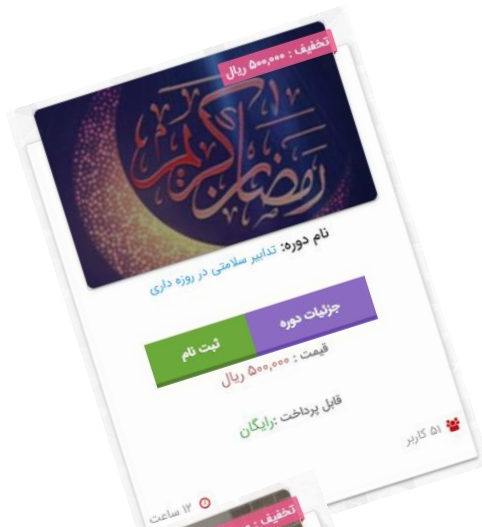 تخفیف : ۵۰۰,۰۰۰ ریال
رمضان کریم
نام دوره: تدابیر سلامتی در روزه داری
جزئیات دوره
ثبت نام
قیمت : ۵۰۰,۰۰۰ ریال
قابل پرداخت :رایگان
۵۱ کاربر
۱۲ ساعت
تخفیف :